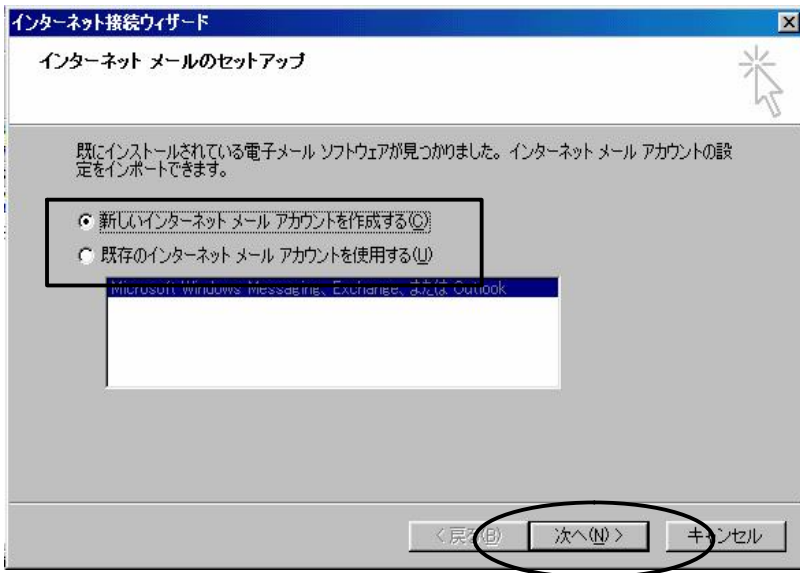 インターネット接続ウィザード
インターネット メールのセットアップ
既にインストールされている電子メール ソフトウェアが見つかりました。インターネット メール アカウントの設
定をインポートできます。
新しいインターネット メール アカウントを作成する(C)
既存のインターネット メール アカウントを使用する(U)
Microsoft Windows Messaging、Exchange、または Outlook
< 戻る(B) 次へ(N) > キャンセル